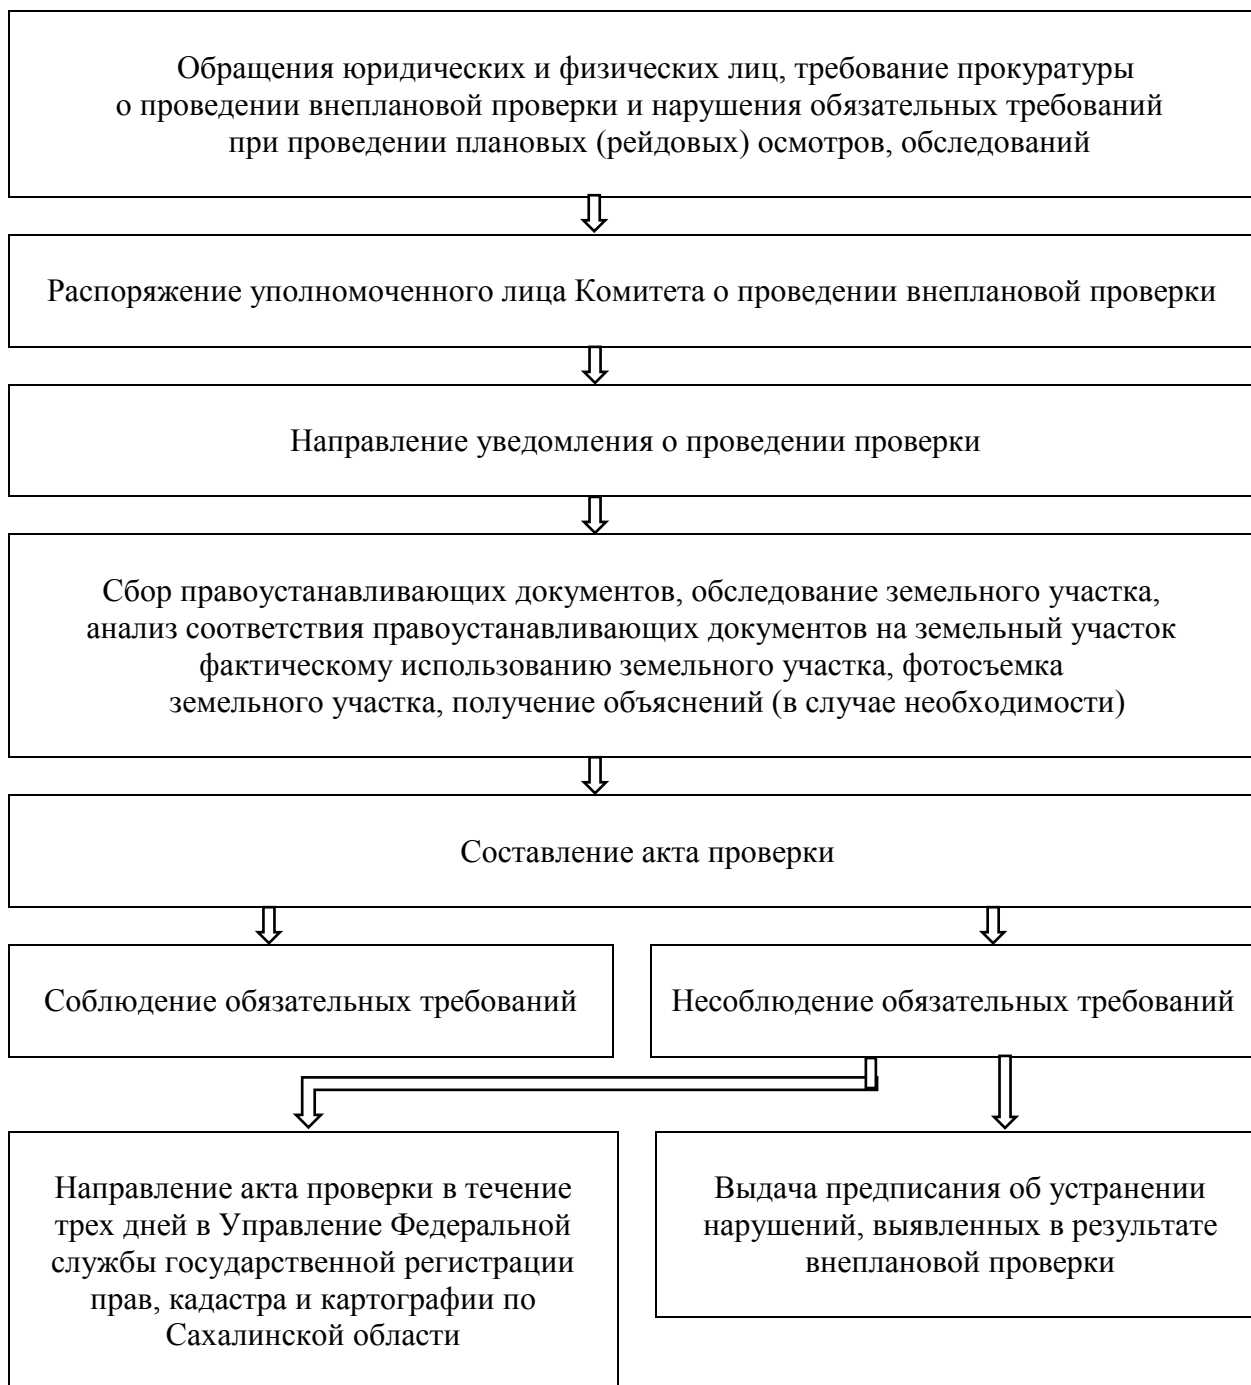 Обращения юридических и физических лиц, требование прокуратуры
о проведении внеплановой проверки и нарушения обязательных требований
при проведении плановых (рейдовых) осмотров, обследований
Распоряжение уполномоченного лица Комитета о проведении внеплановой проверки
Направление уведомления о проведении проверки
Сбор правоустанавливающих документов, обследование земельного участка,
анализ соответствия правоустанавливающих документов на земельный участок
фактическому использованию земельного участка, фотосъемка
земельного участка, получение объяснений (в случае необходимости)
Составление акта проверки
Соблюдение обязательных требований
Несоблюдение обязательных требований
Направление акта проверки в течение
трех дней в Управление Федеральной
службы государственной регистрации
прав, кадастра и картографии по
Сахалинской области
Выдача предписания об устранении
нарушений, выявленных в результате
внеплановой проверки